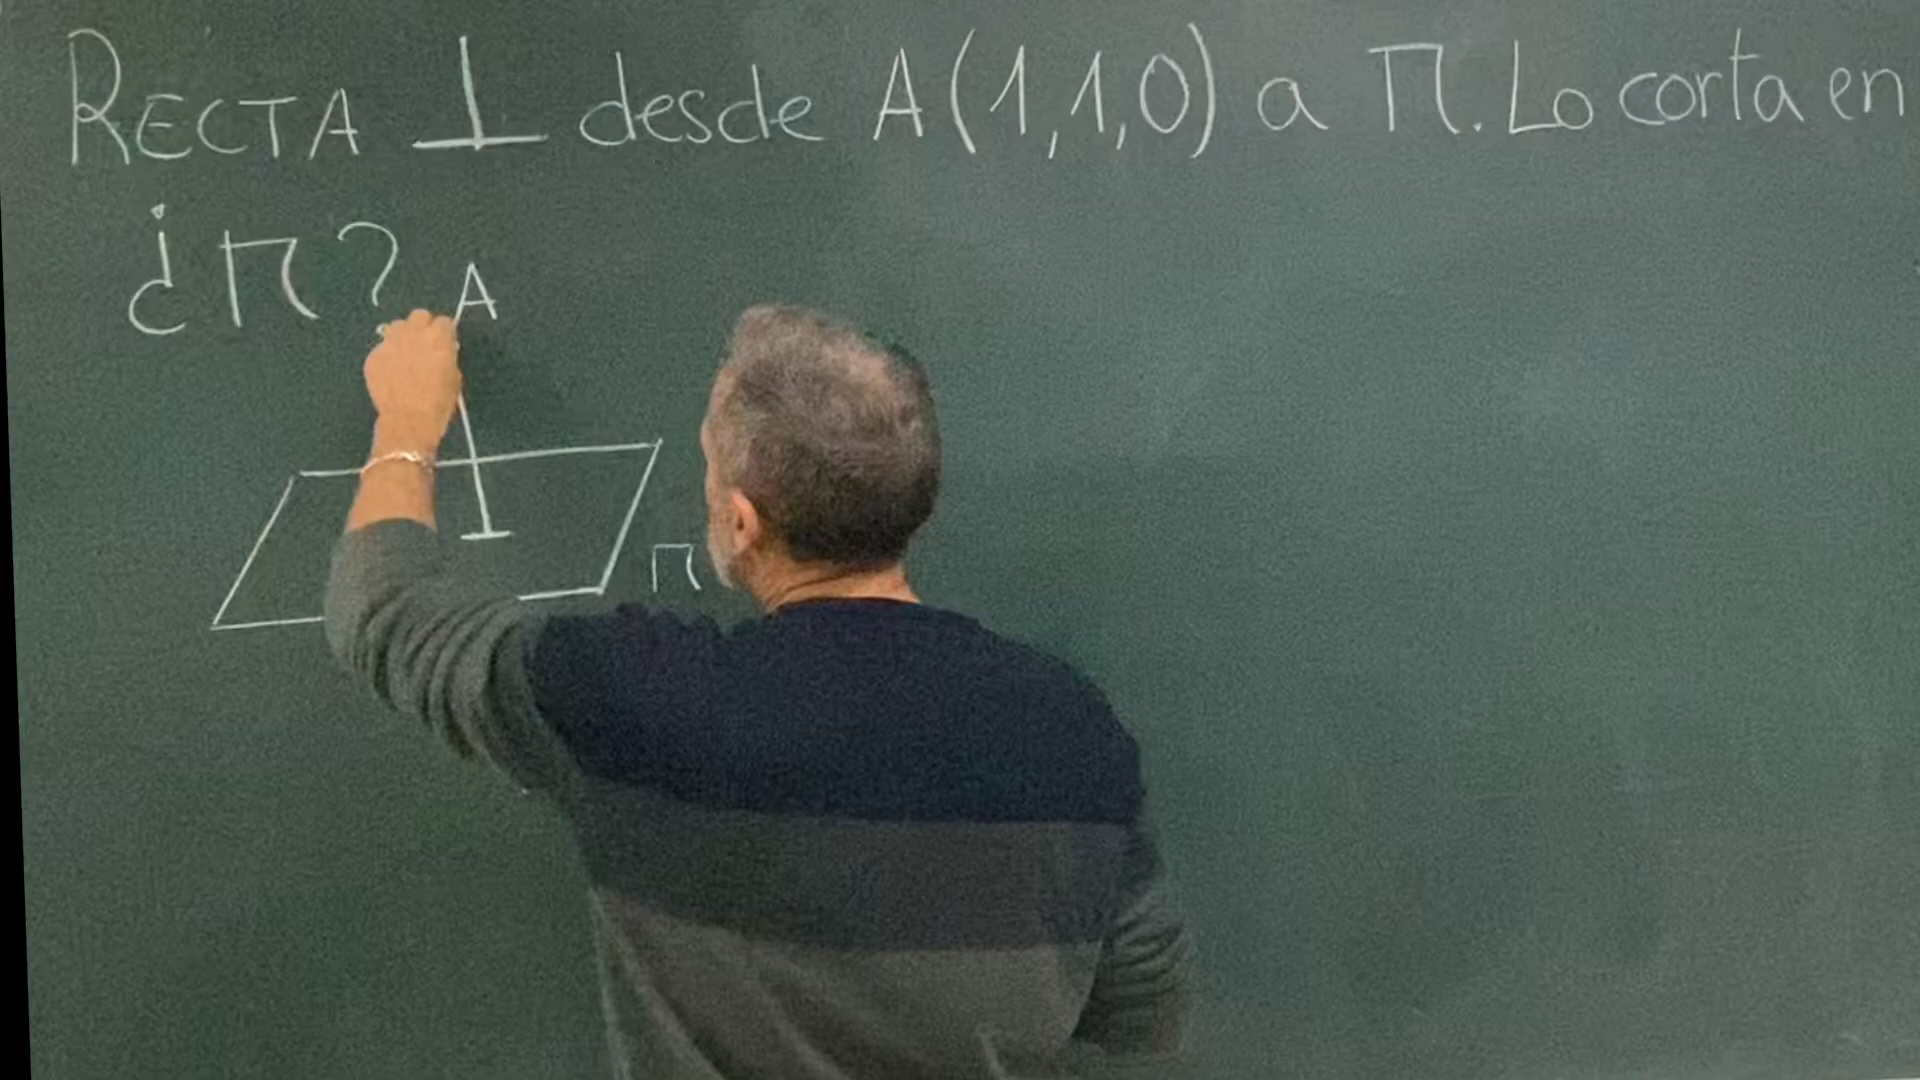 RECTA ⊥ desde A(1,1,0) a Π. Lo corta en
¿Π?
A
Π